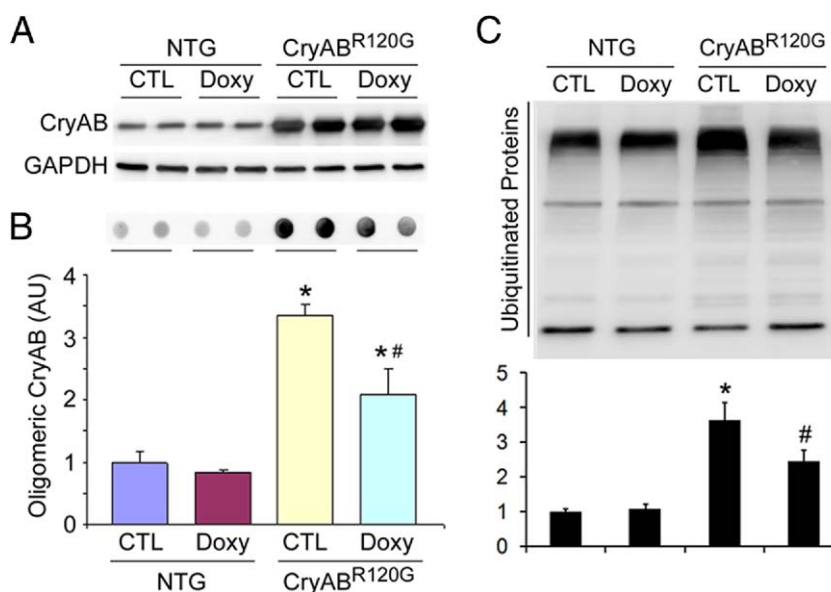 A
NTG CryAB^R120G
CTL Doxy CTL Doxy
CryAB
GAPDH
B
Oligomeric CryAB (AU)
4
3
2
1
0
*
* #
CTL Doxy CTL Doxy
NTG CryAB^R120G
C
NTG CryAB^R120G
CTL Doxy CTL Doxy
Ubiquitinated Proteins
5
4
3
2
1
0
*
#